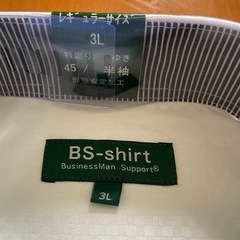 レギュラーサイズ
3L
首廻り ゆき
45 / 半袖
形態安定加工
BS-shirt
BusinessMan Support®
3L